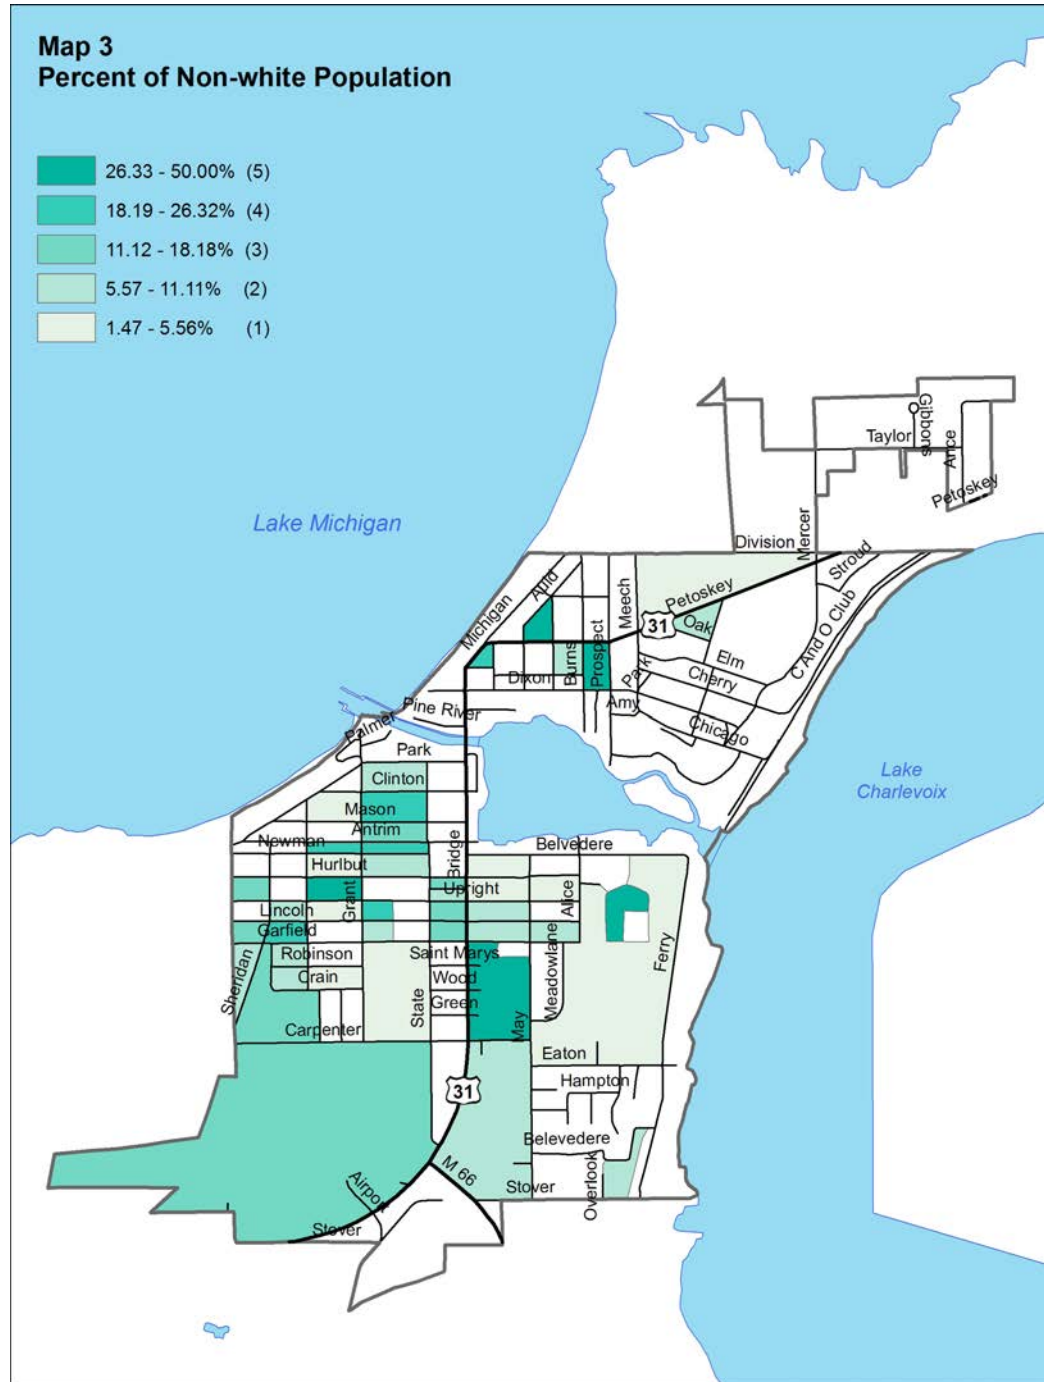 Map 3
Percent of Non-white Population
26.33 - 50.00% (5)
18.19 - 26.32% (4)
11.12 - 18.18% (3)
5.57 - 11.11% (2)
1.47 - 5.56% (1)
Gibbons
Taylor
Ance
Petoskey
Lake Michigan
Mercer
Division
Stroud
Auld
Michigan
Meech
Petoskey
31
Oak
C And O Club
Prospect
Burns
Elm
Dixon
Park
Cherry
Amy
Pine River
Chicago
Palmer
Park
Lake
Charlevoix
Clinton
Mason
Antrim
Newman
Bridge
Belvedere
Hurlbut
Grant
Upright
Alice
Lincoln
Garfield
Robinson
Saint Marys
Meadowlane
Ferry
Sheridan
Crain
Wood
State
Green
May
Carpenter
Eaton
31
Hampton
Belevedere
M 66
Airport
Stover
Overlook
Stover